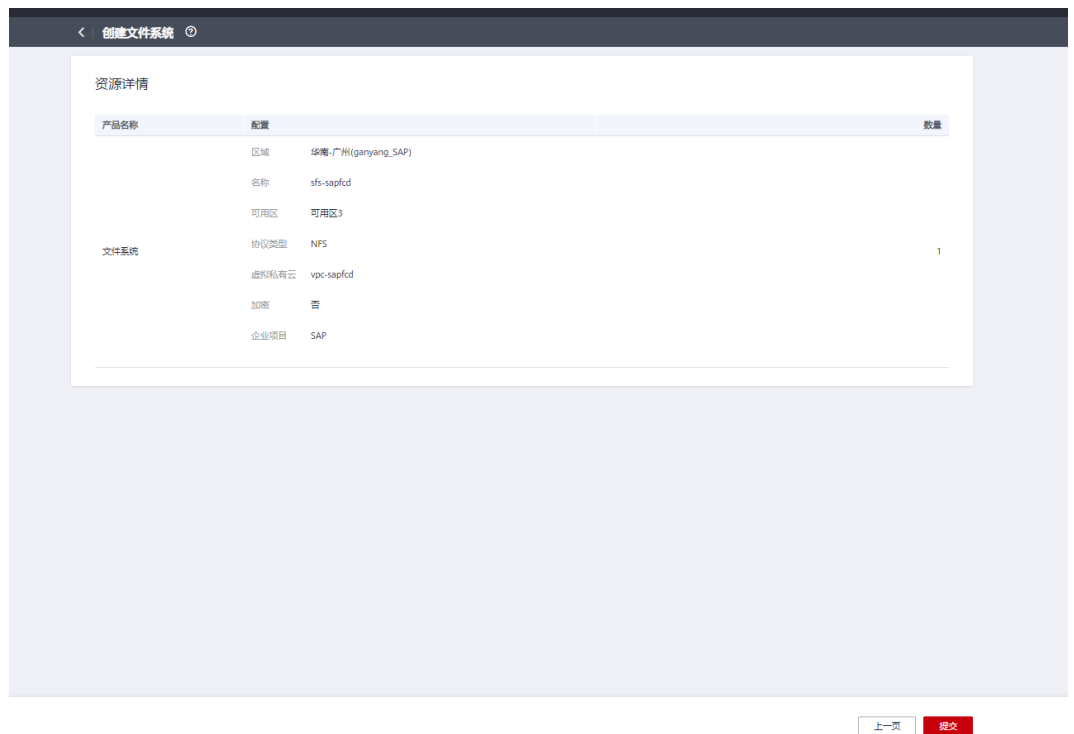 创建文件系统
资源详情
产品名称 配置 数量
区域 华南-广州(ganyang_SAP)
名称 sfs-sapfcd
可用区 可用区3
协议类型 NFS
文件系统 1
虚拟私有云 vpc-sapfcd
加密 否
企业项目 SAP
上一页 提交